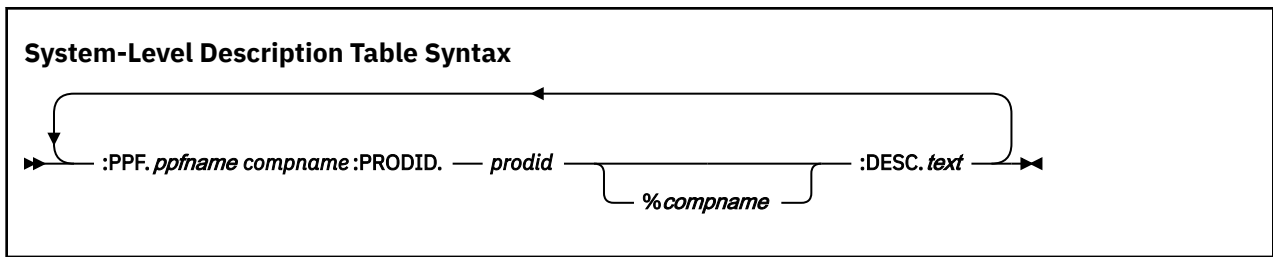 System-Level Description Table Syntax
:PPF. ppfname compname :PRODID. prodid :DESC. text
%compname